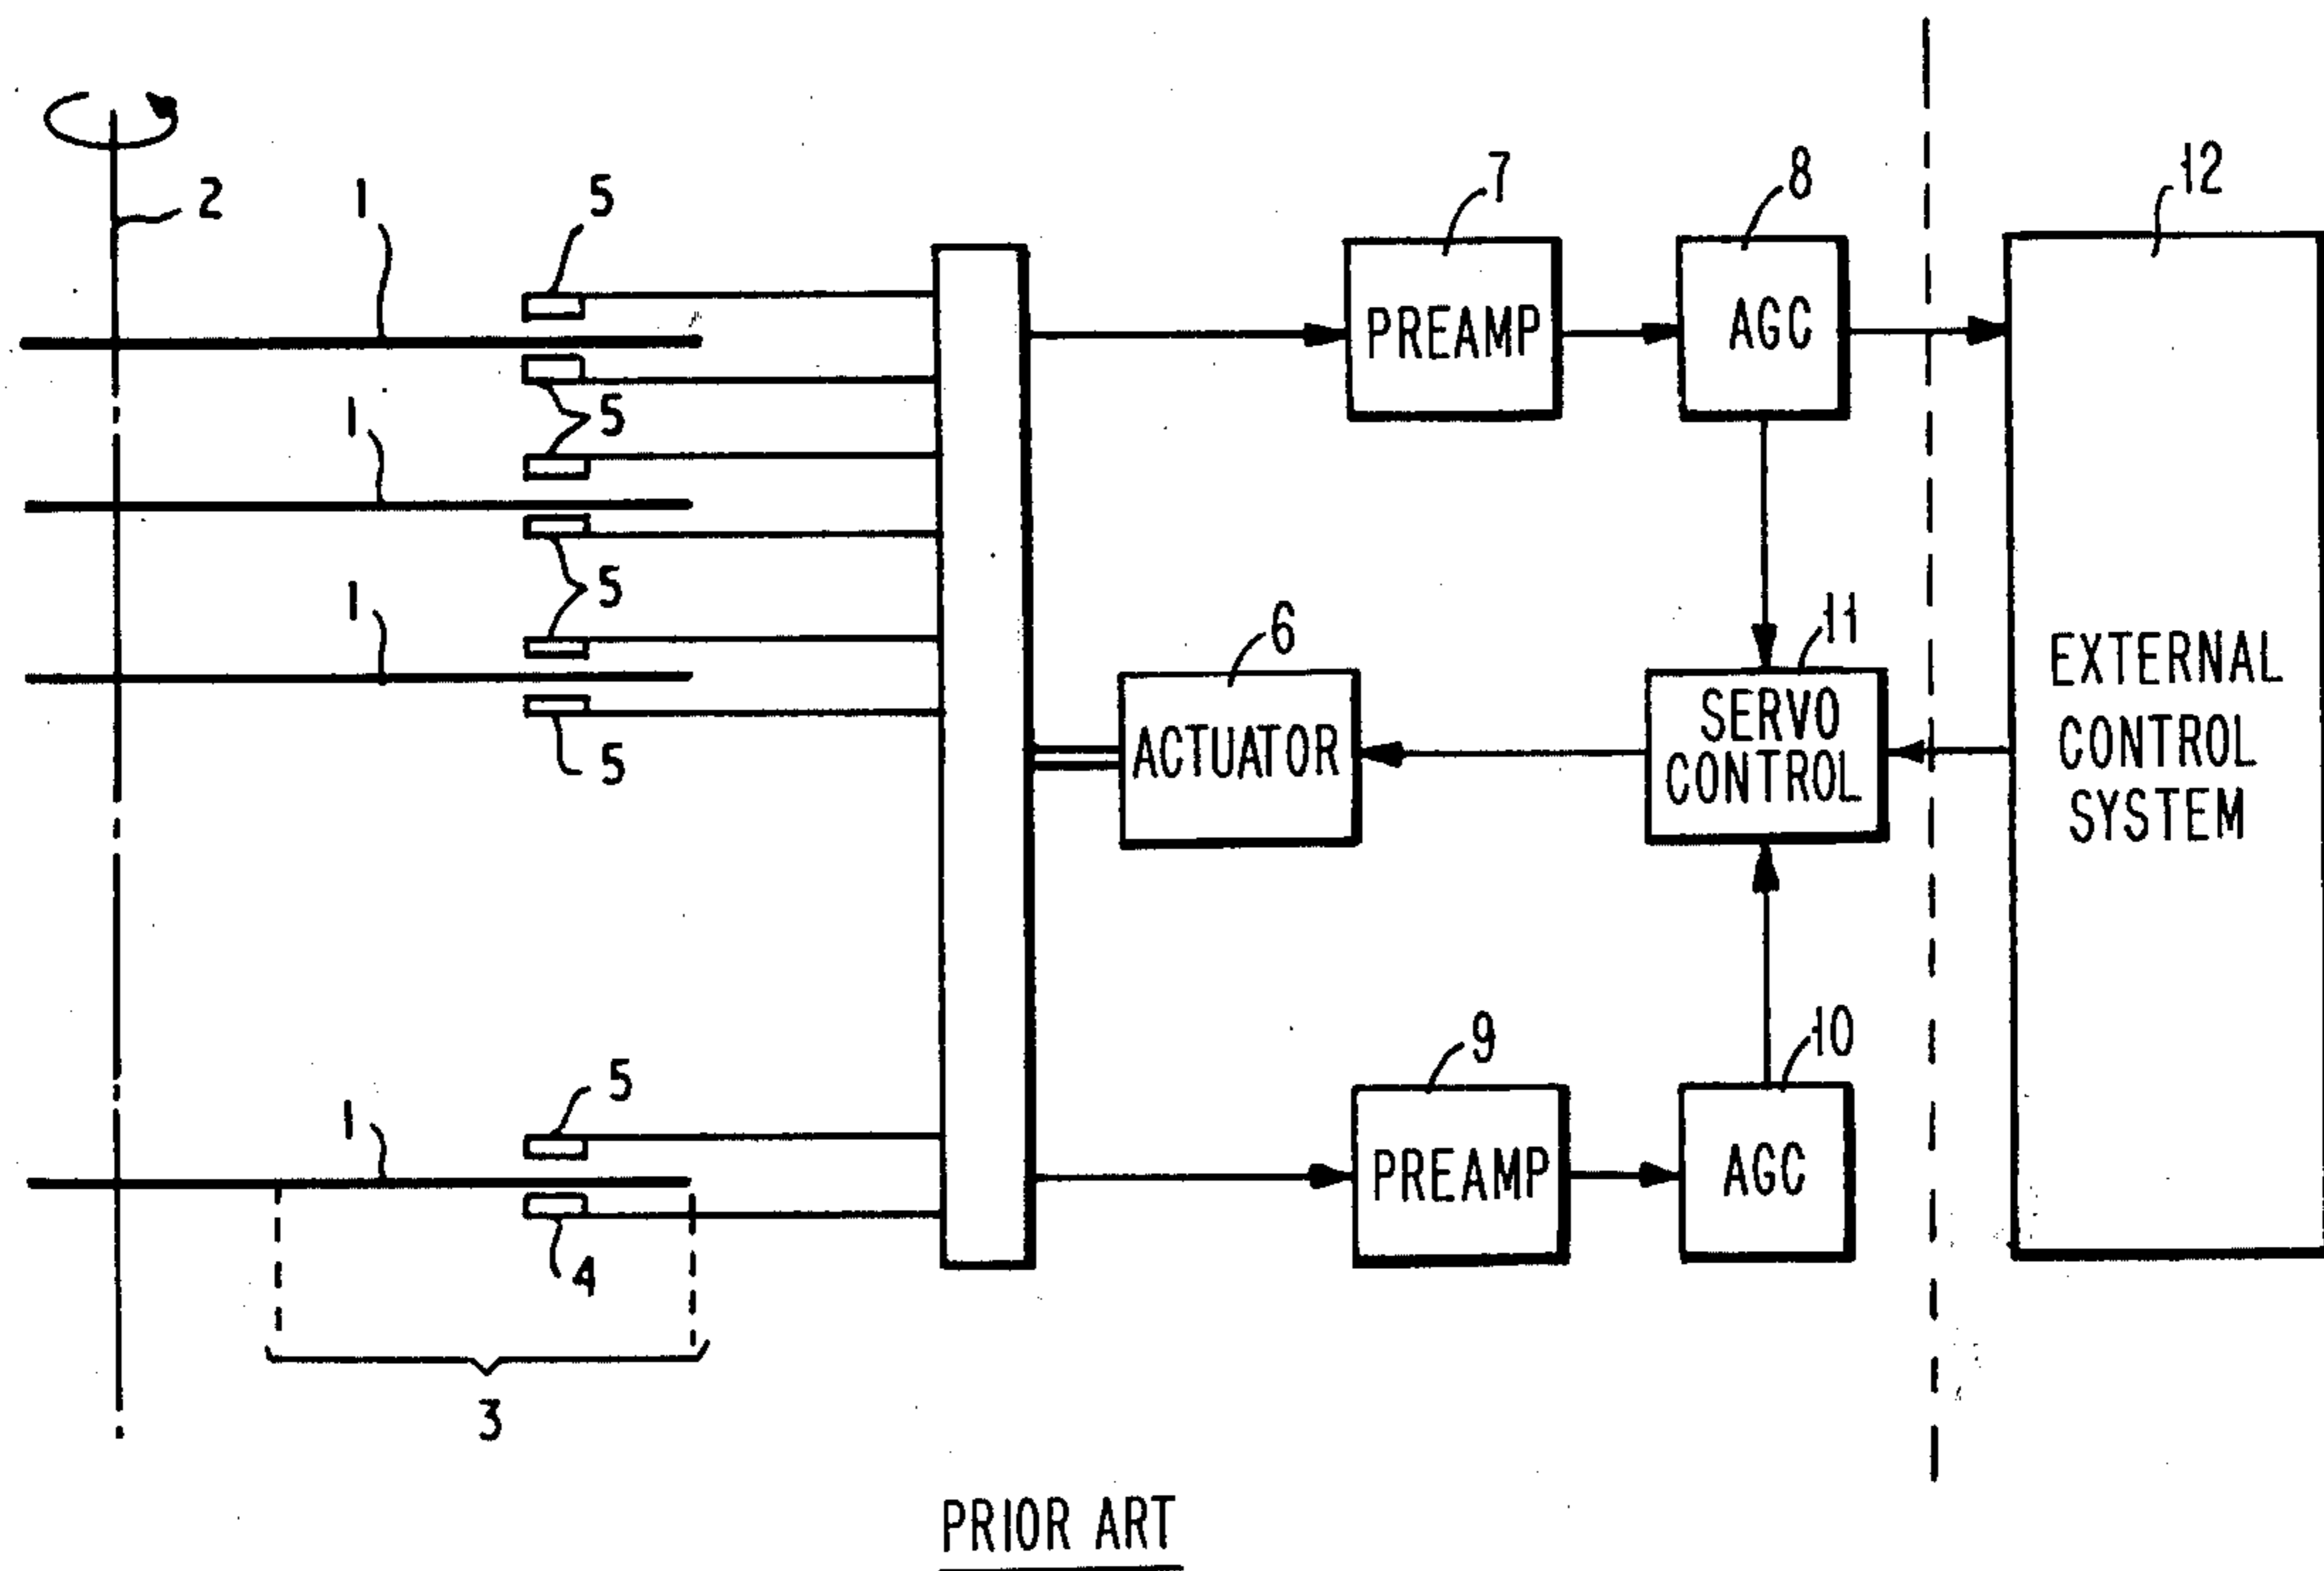 2
1
5
7
8
12
PREAMP
AGC
1
5
1
5
6
11
ACTUATOR
SERVO
CONTROL
EXTERNAL
CONTROL
SYSTEM
5
1
5
9
10
PREAMP
AGC
4
3
PRIOR ART